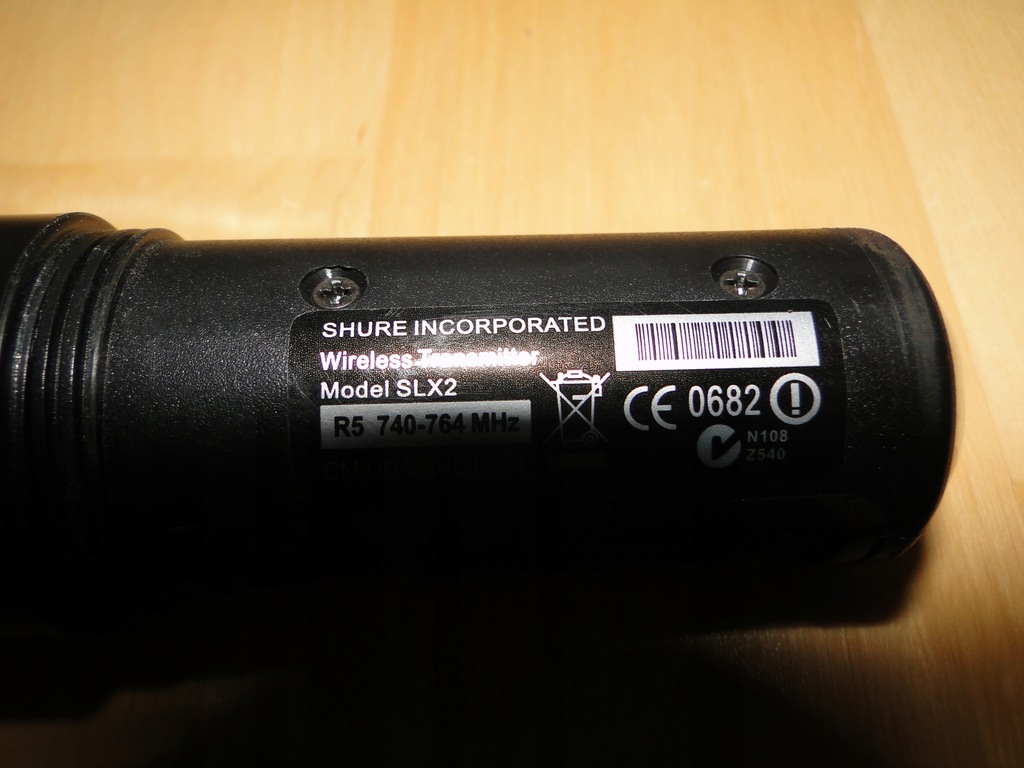 SHURE INCORPORATED
Wireless Transmitter
Model SLX2
R5 740-764 MHz
CE 0682
N108
Z540